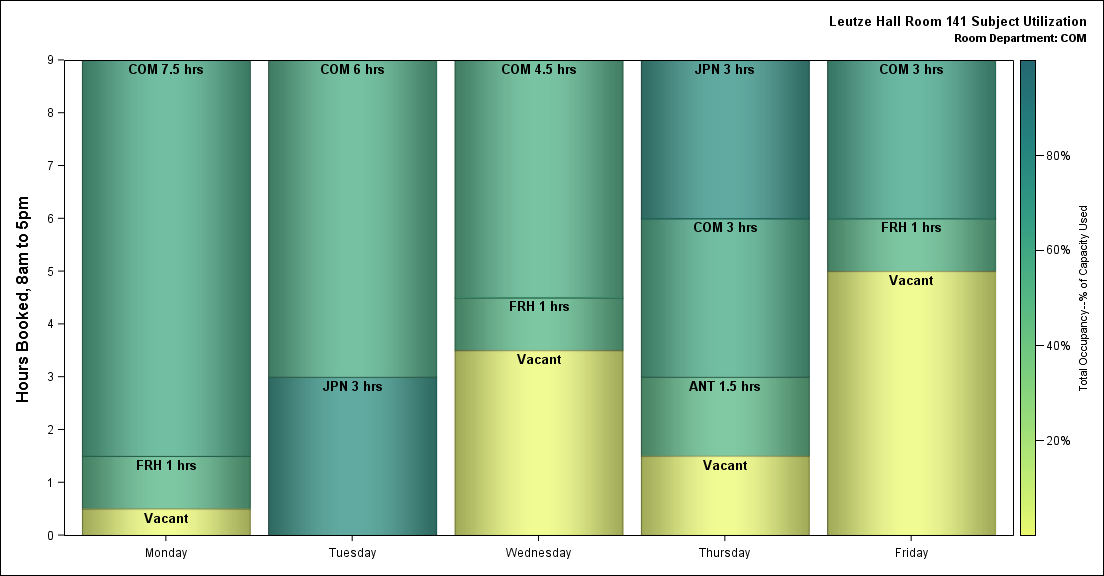 Leutze Hall Room 141 Subject Utilization
Room Department: COM
Hours Booked, 8am to 5pm
9
8
7
6
5
4
3
2
1
0
COM 7.5 hrs
FRH 1 hrs
Vacant
COM 6 hrs
JPN 3 hrs
COM 4.5 hrs
FRH 1 hrs
Vacant
JPN 3 hrs
COM 3 hrs
ANT 1.5 hrs
Vacant
COM 3 hrs
FRH 1 hrs
Vacant
Monday
Tuesday
Wednesday
Thursday
Friday
80%
60%
40%
20%
Total Occupancy--% of Capacity Used